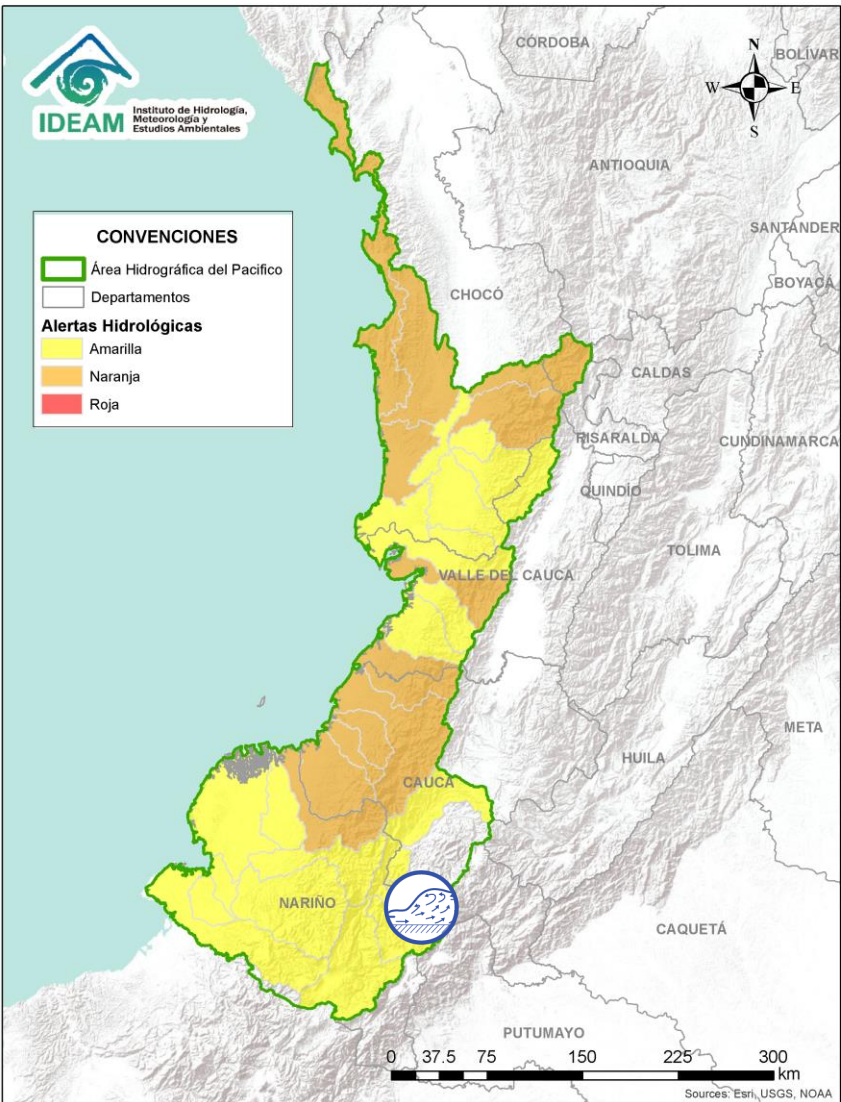 IDEAM
Instituto de Hidrología,
Meteorología y
Estudios Ambientales
N
W
E
S
CÓRDOBA
BOLÍVAR
ANTIOQUIA
SANTANDER
BOYACÁ
CHOCÓ
CONVENCIONES
Área Hidrográfica del Pacifico
Departamentos
Alertas Hidrológicas
Amarilla
Naranja
Roja
CALDAS
RISARALDA
CUNDINAMARCA
QUINDÍO
TOLIMA
VALLE DEL CAUCA
META
HUILA
CAUCA
NARIÑO
CAQUETÁ
PUTUMAYO
0 37.5 75 150 225 300
km
Sources: Esri, USGS, NOAA